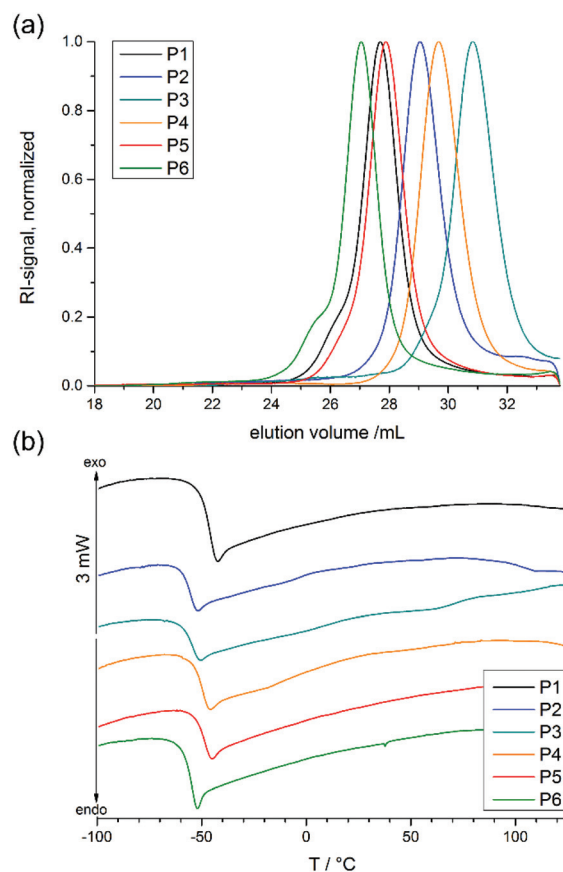 (a)
P1
P2
P3
P4
P5
P6
RI-signal, normalized
1.0
0.8
0.6
0.4
0.2
0.0
18 20 22 24 26 28 30 32
elution volume /mL
(b)
exo
3 mW
endo
P1
P2
P3
P4
P5
P6
-100 -50 0 50 100
T / °C